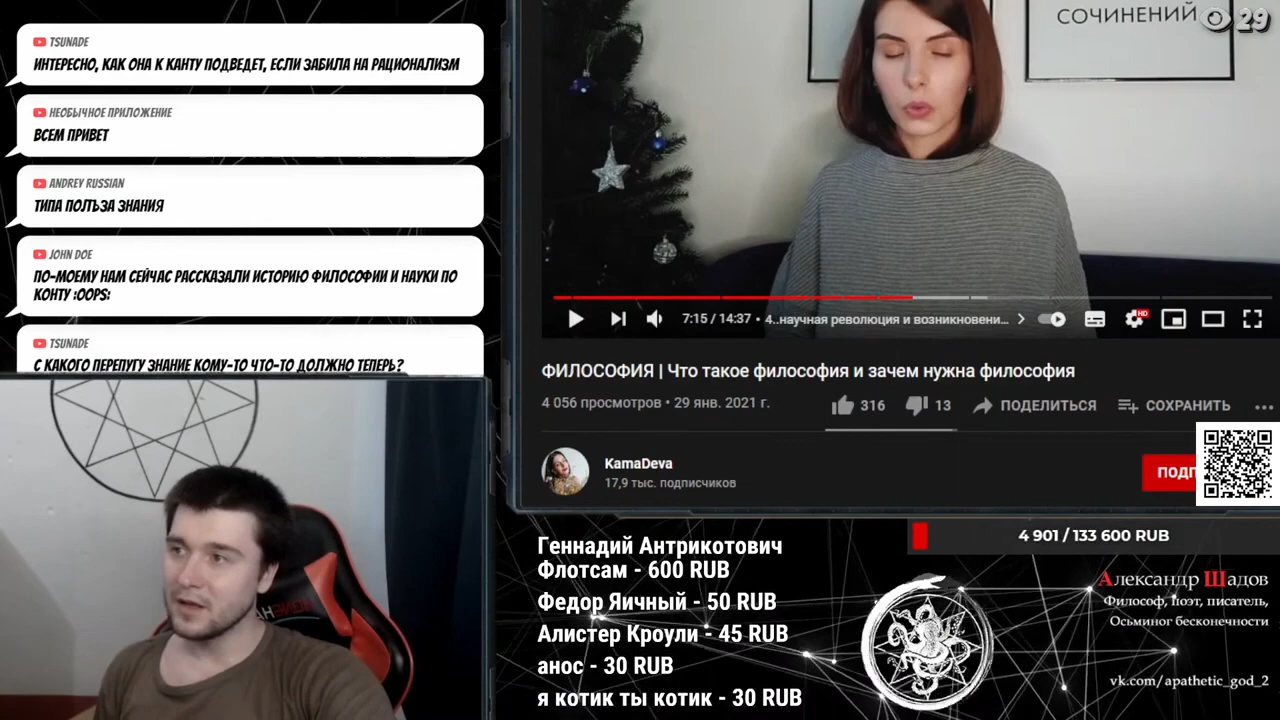 TSUNADE
ИНТЕРЕСНО, КАК ОНА К КАНТУ ПОДВЕДЕТ, ЕСЛИ ЗАБИЛА НА РАЦИОНАЛИЗМ
НЕОБЫЧНОЕ ПРИЛОЖЕНИЕ
ВСЕМ ПРИВЕТ
ANDREY RUSSIAN
ТИПА ПОЛЪЗА ЗНАНИЯ
JOHN DOE
ПО-МОЕМУ НАМ СЕЙЧАС РАССКАЗАЛИ ИСТОРИЮ ФИЛОСОФИИ И НАУКИ ПО
КОНТУ :OOPS:
TSUNADE
С КАКОГО ПЕРЕПУГУ ЗНАНИЕ КОМУ-ТО ЧТО-ТО ДОЛЖНО ТЕПЕРЬ?
СОЧИНЕНИЙ
29
7:15 / 14:37 • 4..научная революция и возникновени...
HD
ФИЛОСОФИЯ | Что такое философия и зачем нужна философия
4 056 просмотров • 29 янв. 2021 г.
316
13
ПОДЕЛИТЬСЯ
СОХРАНИТЬ
KamaDeva
17,9 тыс. подписчиков
ПОДП
Геннадий Антрикотович
Флотсам - 600 RUB
Федор Яичный - 50 RUB
Алистер Кроули - 45 RUB
анос - 30 RUB
я котик ты котик - 30 RUB
4 901 / 133 600 RUB
Александр Шадов
Философ, поэт, писатель,
Осьминог бесконечности
vk.com/apathetic_god_2